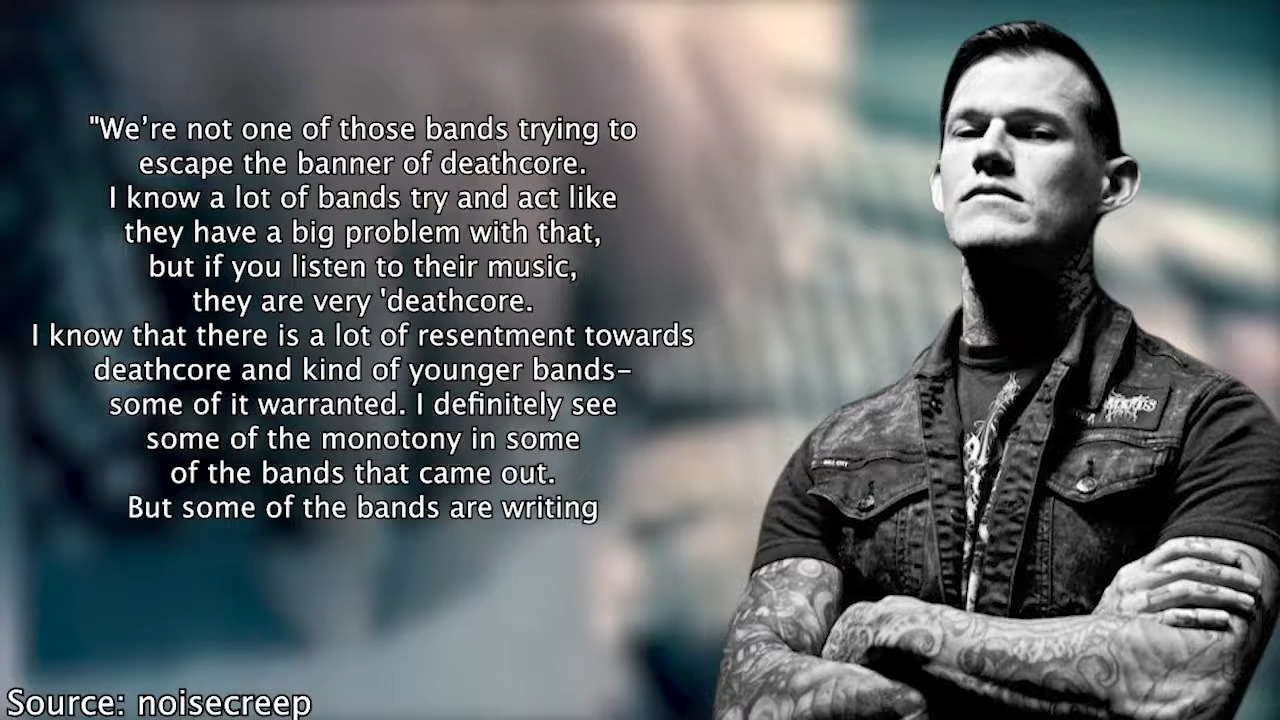 "We're not one of those bands trying to
escape the banner of deathcore.
I know a lot of bands try and act like
they have a big problem with that,
but if you listen to their music,
they are very 'deathcore.
I know that there is a lot of resentment towards
deathcore and kind of younger bands-
some of it warranted. I definitely see
some of the monotony in some
of the bands that came out.
But some of the bands are writing
Source: noisecreep